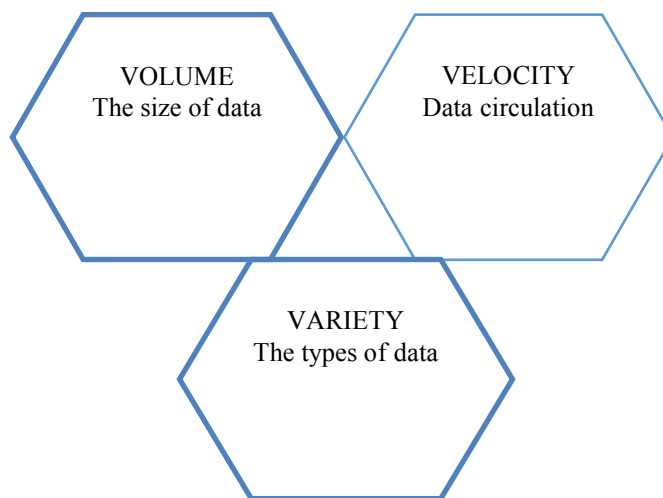 VOLUME
The size of data
VELOCITY
Data circulation
VARIETY
The types of data